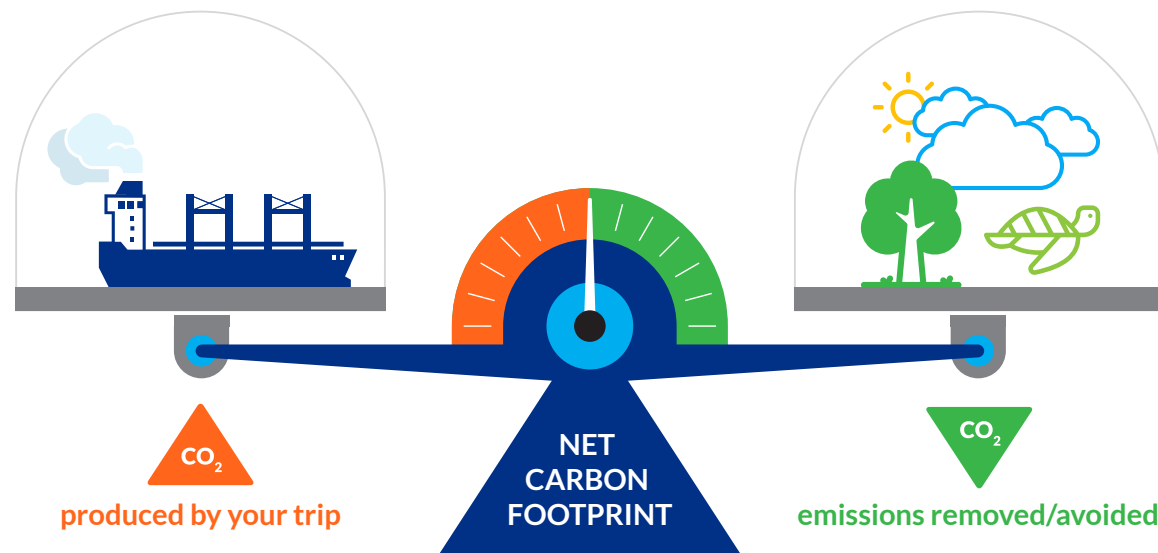 CO₂
produced by your trip
NET
CARBON
FOOTPRINT
CO₂
emissions removed/avoided